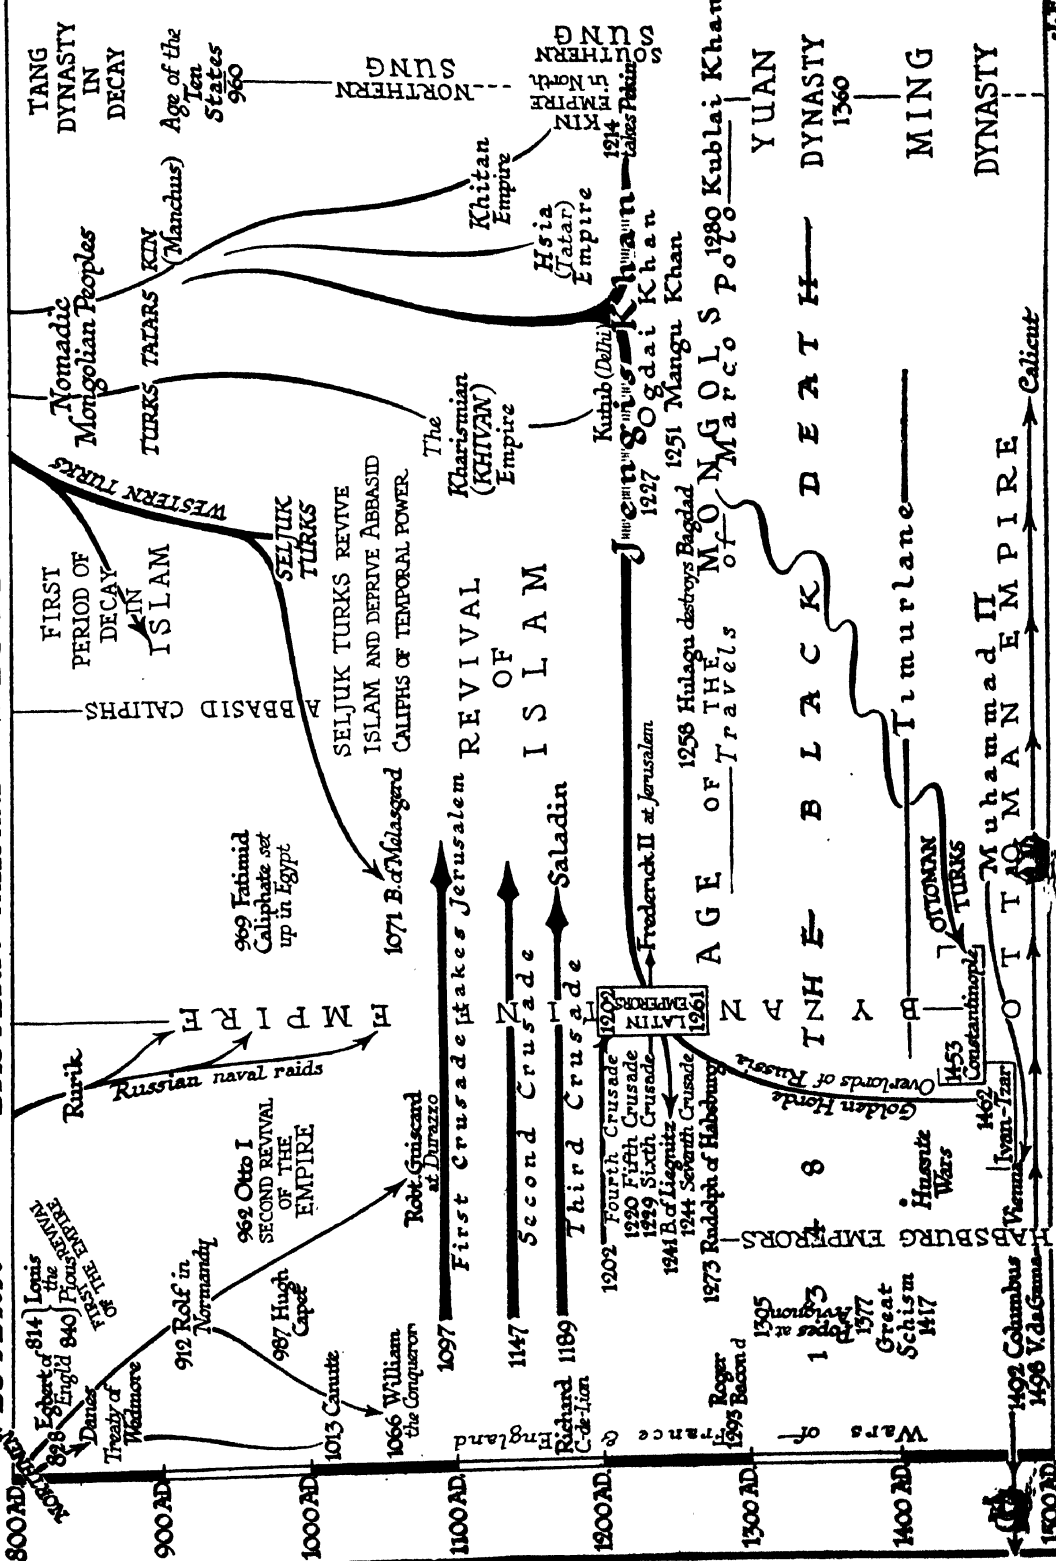 800 A.D.
900 A.D.
1000 A.D.
1100 A.D.
1200 A.D.
1300 A.D.
1400 A.D.
1500 A.D.
NORTHMEN
828 Egbert of
Engl'd
Danes
Treaty of
Wedmore
814 } Louis
the
840 } Pious
FIRST REVIVAL
OF THE EMPIRE
912 Rolf in
Normandy
987 Hugh
Capet
1013 Canute
1066 William
the Conqueror
962 Otto I
SECOND REVIVAL
OF THE
EMPIRE
Robt. Guiscard
at Durazzo
Rurik
Russian naval raids
BYZANTINE EMPIRE
969 Fatimid
Caliphate set
up in Egypt
1071 B. of Melasgerd
ABBASID CALIPHS
FIRST
PERIOD OF
DECAY
IN
ISLAM
WESTERN TURKS
SELJUK
TURKS
SELJUK TURKS REVIVE
ISLAM AND DEPRIVE ABBASID
CALIPHS OF TEMPORAL POWER
REVIVAL
OF
ISLAM
Nomadic
Mongolian Peoples
TURKS TATARS KIN
(Manchus)
The
Kharismian
(KHIVAN)
Empire
Khitan
Empire
Hsia
(Tatar)
Empire
TANG
DYNASTY
IN
DECAY
Age of the
Ten
States
960
NORTHERN
SUNG
KIN
EMPIRE
in North
SOUTHERN
SUNG
1214
takes Pekin
1097
First Crusade takes Jerusalem
1147
Second Crusade
1189
Third Crusade
Saladin
Richard
C-de-Lion
Wars of France & England
1202 Fourth Crusade
1220 Fifth Crusade
1229 Sixth Crusade
Frederick II at Jerusalem
1241 B. of Liegnitz
1244 Seventh Crusade
1273 Rudolph of Habsburg
HABSBURG EMPERORS
1202
LATIN
EMPERORS
1261
Kutub (Delhi)
Jengis Khan
1227
Ogdai Khan
1251 Mangu Khan
1258 Hulagu destroys Bagdad
1280 Kublai Khan
AGE OF THE MONGOLS
Travels of Marco Polo
YUAN
DYNASTY
1360
MING
DYNASTY
Roger
1293 Bacon d
1305
Popes at
Avignon
1377
Great
Schism
1417
1348 THE BLACK DEATH
Golden Horde
Overlords of Russia
Hussite
Wars
Timurlane
OTTOMAN
TURKS
1453
Constantinople
1462
Ivan-Tzar
Vienna
Muhammad II
OTTOMAN EMPIRE
1492 Columbus
1498 V. da Gama
Calicut